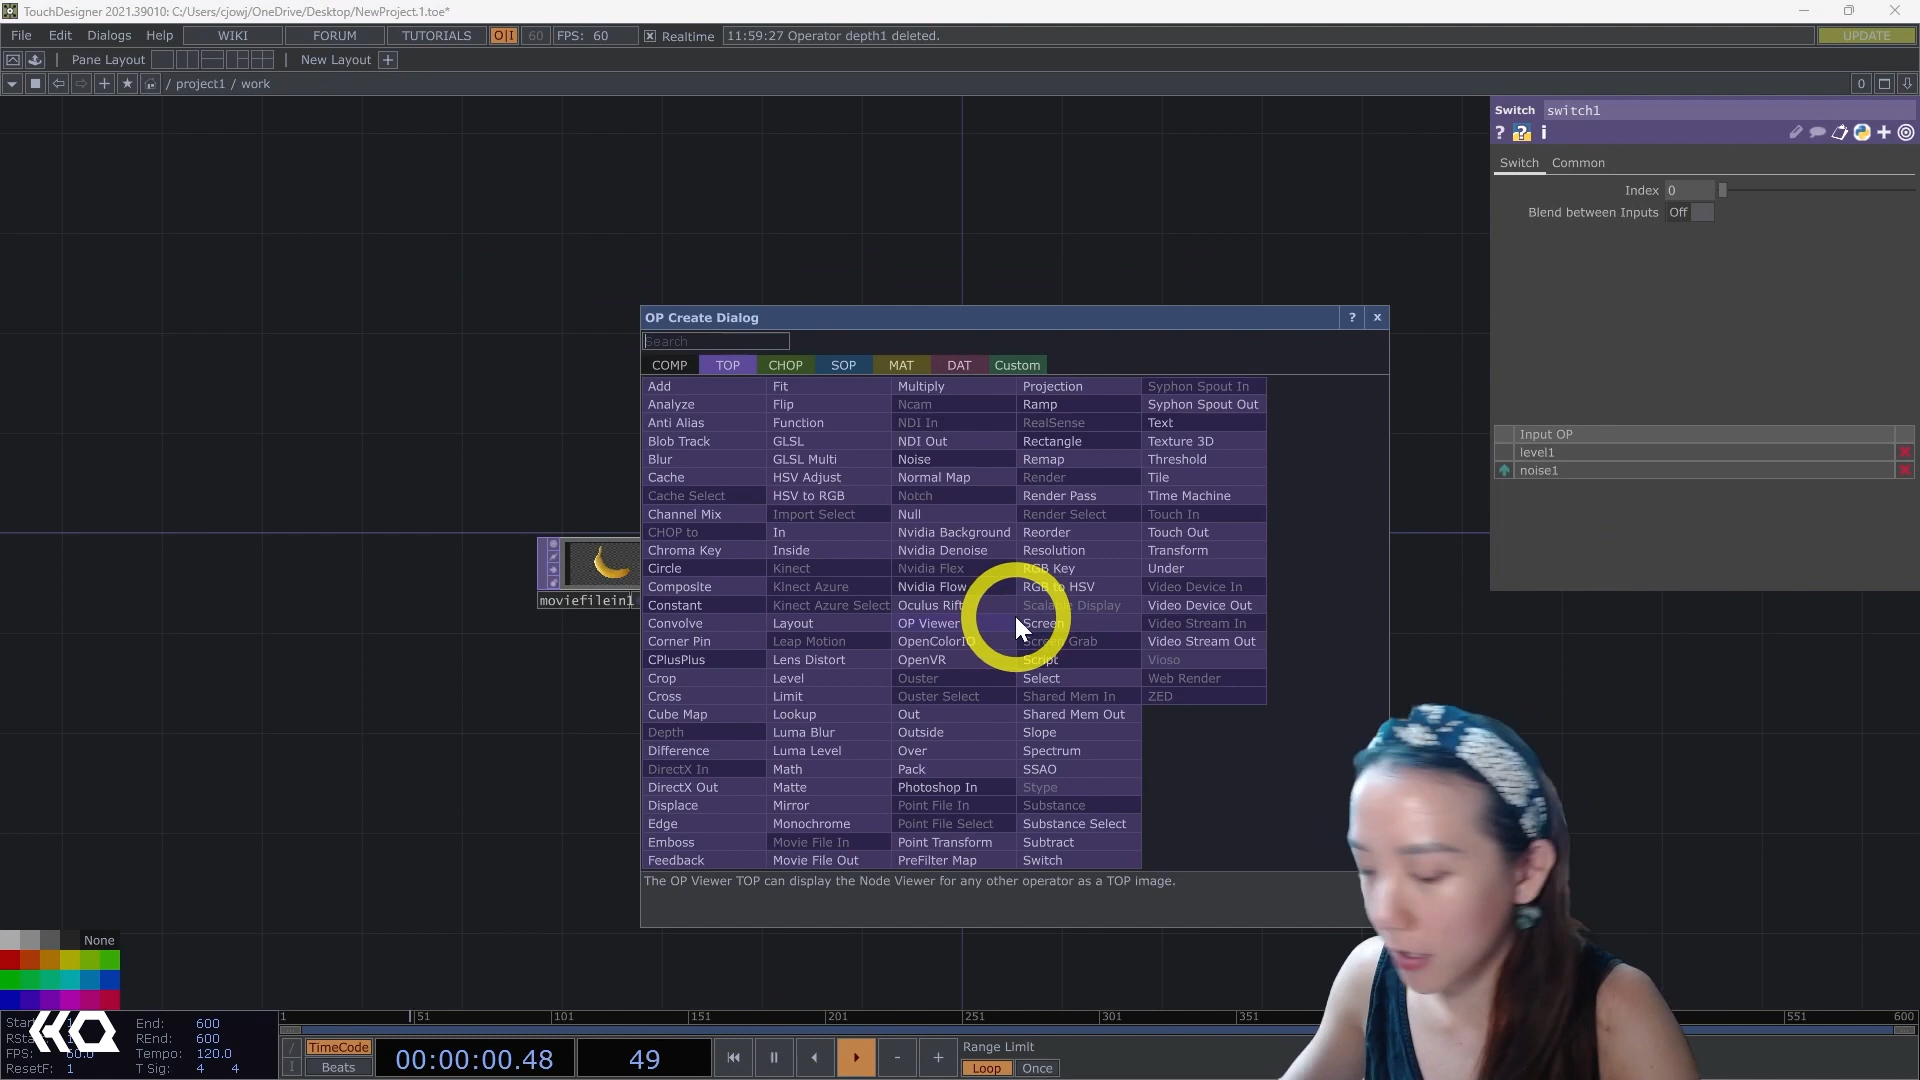 TouchDesigner 2021.39010: C:/Users/cjowj/OneDrive/Desktop/NewProject.1.toe*
File Edit Dialogs Help WIKI FORUM TUTORIALS O|I 60 FPS: 60 Realtime 11:59:27 Operator depth1 deleted. UPDATE
Pane Layout New Layout +
/ project1 / work 0
Switch switch1
Switch Common
Index 0
Blend between Inputs Off
Input OP
level1
noise1
moviefilein1
OP Create Dialog ? x
Search
COMP TOP CHOP SOP MAT DAT Custom
Add Fit Multiply Projection Syphon Spout In
Analyze Flip Ncam Ramp Syphon Spout Out
Anti Alias Function NDI In RealSense Text
Blob Track GLSL NDI Out Rectangle Texture 3D
Blur GLSL Multi Noise Remap Threshold
Cache HSV Adjust Normal Map Render Tile
Cache Select HSV to RGB Notch Render Pass Time Machine
Channel Mix Import Select Null Render Select Touch In
CHOP to In Nvidia Background Reorder Touch Out
Chroma Key Inside Nvidia Denoise Resolution Transform
Circle Kinect Nvidia Flex RGB Key Under
Composite Kinect Azure Nvidia Flow RGB to HSV Video Device In
Constant Kinect Azure Select Oculus Rift Scalable Display Video Device Out
Convolve Layout OP Viewer Screen Video Stream In
Corner Pin Leap Motion OpenColorIO Screen Grab Video Stream Out
CPlusPlus Lens Distort OpenVR Script Vioso
Crop Level Ouster Select Web Render
Cross Limit Ouster Select Shared Mem In ZED
Cube Map Lookup Out Shared Mem Out
Depth Luma Blur Outside Slope
Difference Luma Level Over Spectrum
DirectX In Math Pack SSAO
DirectX Out Matte Photoshop In Stype
Displace Mirror Point File In Substance
Edge Monochrome Point File Select Substance Select
Emboss Movie File In Point Transform Subtract
Feedback Movie File Out PreFilter Map Switch
The OP Viewer TOP can display the Node Viewer for any other operator as a TOP image.
None
1 51 101 151 201 251 301 351 551 600
End: 600
REnd: 600
FPS: 60.0 Tempo: 120.0
ResetF: 1 T Sig: 4 4
TimeCode
Beats
00:00:00.48 49
Range Limit
Loop Once